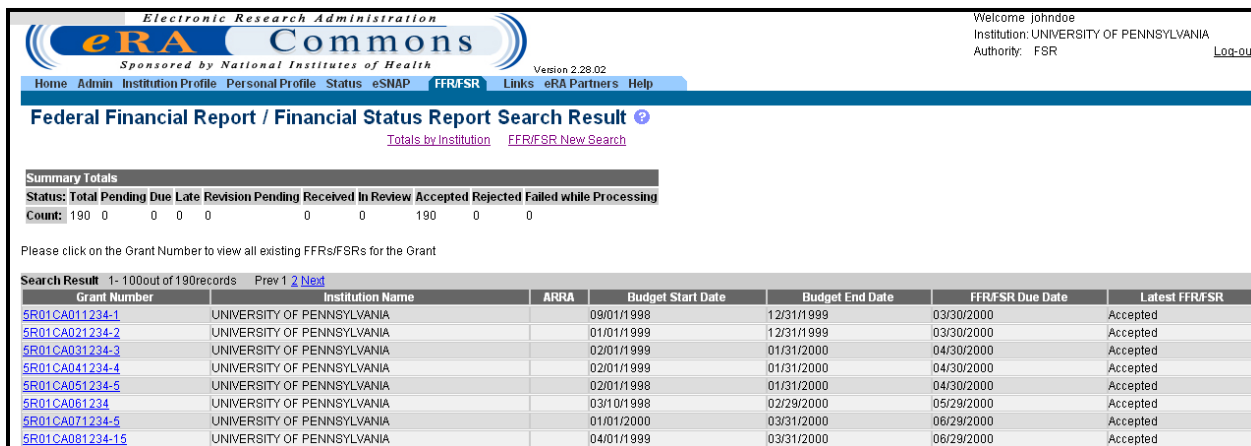 Electronic Research Administration
eRA Commons
Sponsored by National Institutes of Health
Version 2.28.02
Welcome johndoe
Institution: UNIVERSITY OF PENNSYLVANIA
Authority: FSR
Log-ou
Home Admin Institution Profile Personal Profile Status eSNAP FFR/FSR Links eRA Partners Help
Federal Financial Report / Financial Status Report Search Result ?
Totals by Institution FFR/FSR New Search
Summary Totals
Status: Total Pending Due Late Revision Pending Received In Review Accepted Rejected Failed while Processing
Count: 190 0 0 0 0 0 0 190 0 0
Please click on the Grant Number to view all existing FFRs/FSRs for the Grant
Search Result 1- 100out of 190records Prev 1 2 Next
Grant Number Institution Name ARRA Budget Start Date Budget End Date FFR/FSR Due Date Latest FFR/FSR
5R01CA011234-1 UNIVERSITY OF PENNSYLVANIA 09/01/1998 12/31/1999 03/30/2000 Accepted
5R01CA021234-2 UNIVERSITY OF PENNSYLVANIA 01/01/1999 12/31/1999 03/30/2000 Accepted
5R01CA031234-3 UNIVERSITY OF PENNSYLVANIA 02/01/1999 01/31/2000 04/30/2000 Accepted
5R01CA041234-4 UNIVERSITY OF PENNSYLVANIA 02/01/1999 01/31/2000 04/30/2000 Accepted
5R01CA051234-5 UNIVERSITY OF PENNSYLVANIA 02/01/1998 01/31/2000 04/30/2000 Accepted
5R01CA061234 UNIVERSITY OF PENNSYLVANIA 03/10/1998 02/29/2000 05/29/2000 Accepted
5R01CA071234-5 UNIVERSITY OF PENNSYLVANIA 01/01/2000 03/31/2000 06/29/2000 Accepted
5R01CA081234-15 UNIVERSITY OF PENNSYLVANIA 04/01/1999 03/31/2000 06/29/2000 Accepted